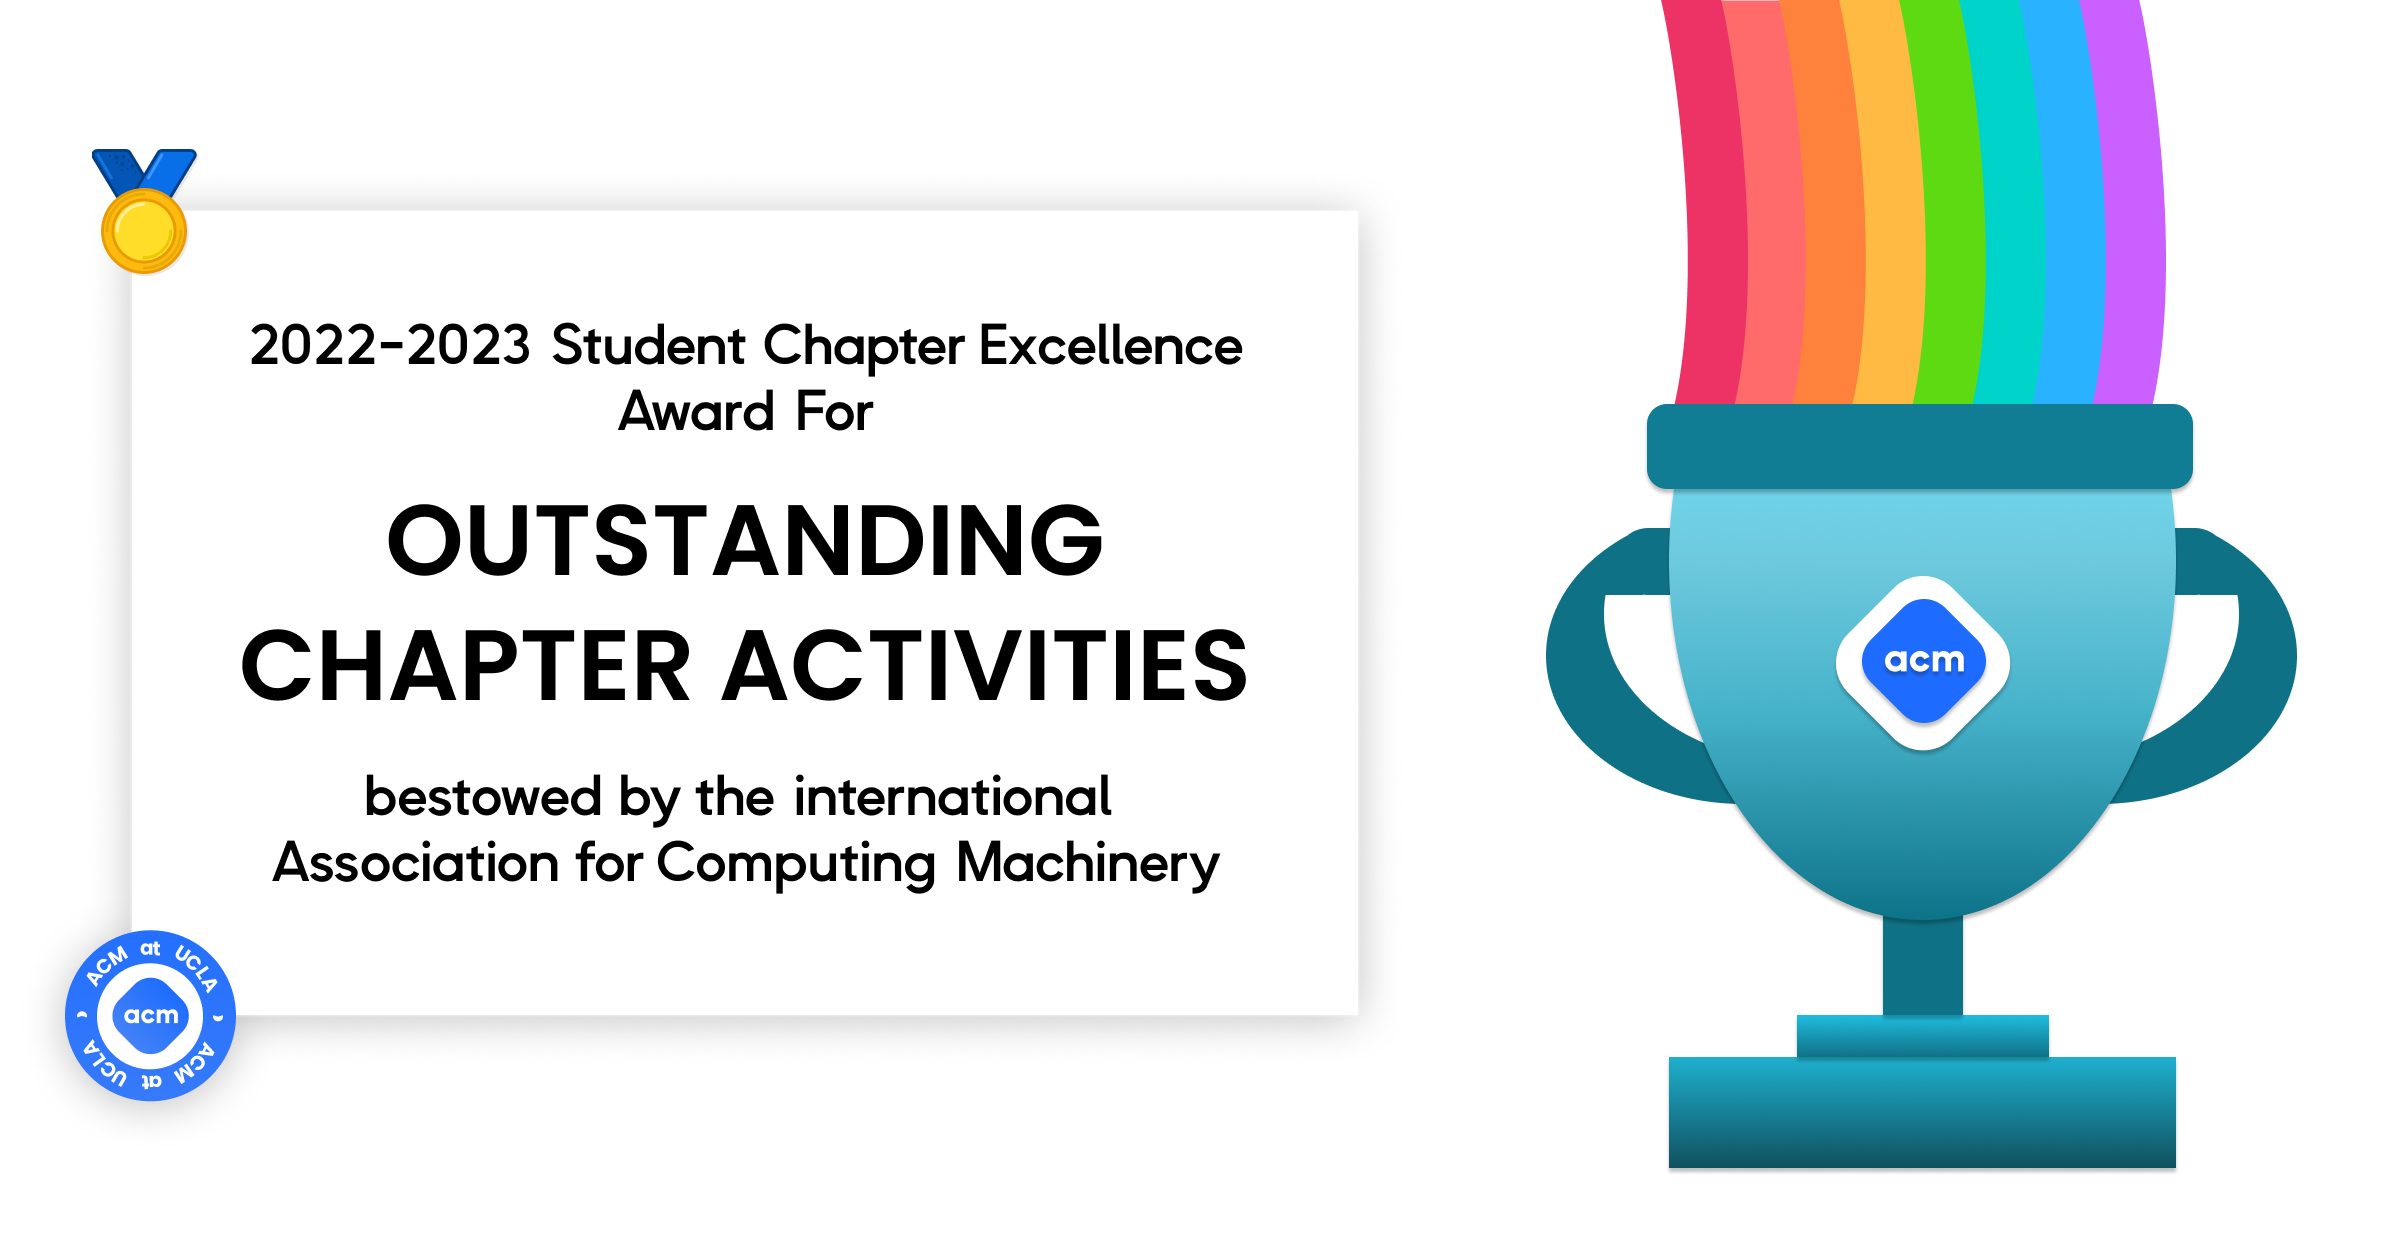 2022-2023 Student Chapter Excellence
Award For
OUTSTANDING
CHAPTER ACTIVITIES
bestowed by the international
Association for Computing Machinery
ACM at UCLA
acm
ACM at UCLA
acm